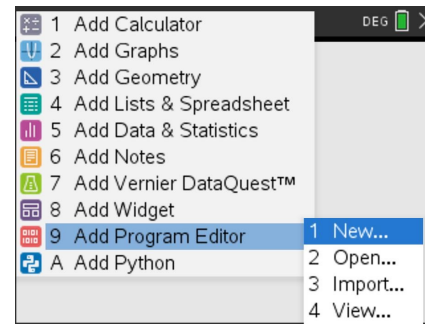 DEG
1 Add Calculator
2 Add Graphs
3 Add Geometry
4 Add Lists & Spreadsheet
5 Add Data & Statistics
6 Add Notes
7 Add Vernier DataQuest™
8 Add Widget
9 Add Program Editor
A Add Python
1 New...
2 Open...
3 Import...
4 View...